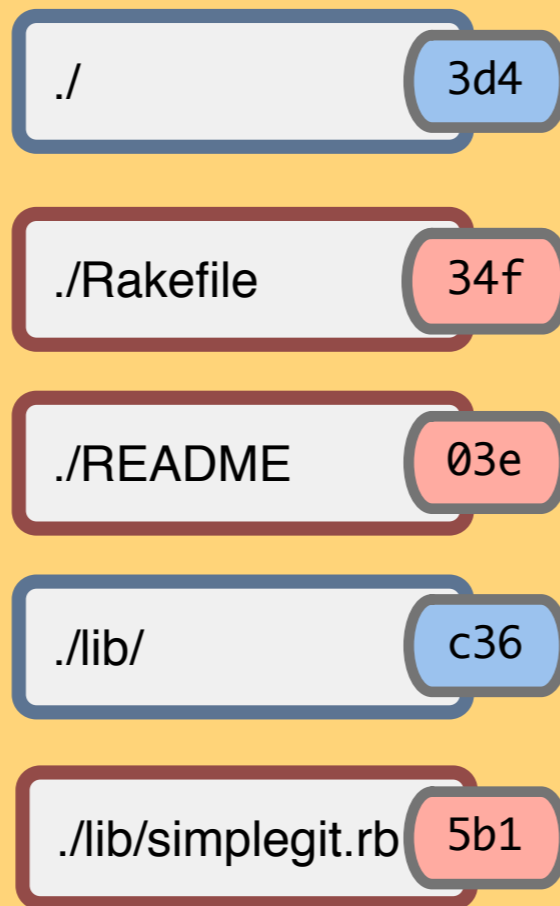 ./ 3d4
./Rakefile 34f
./README 03e
./lib/ c36
./lib/simplegit.rb 5b1